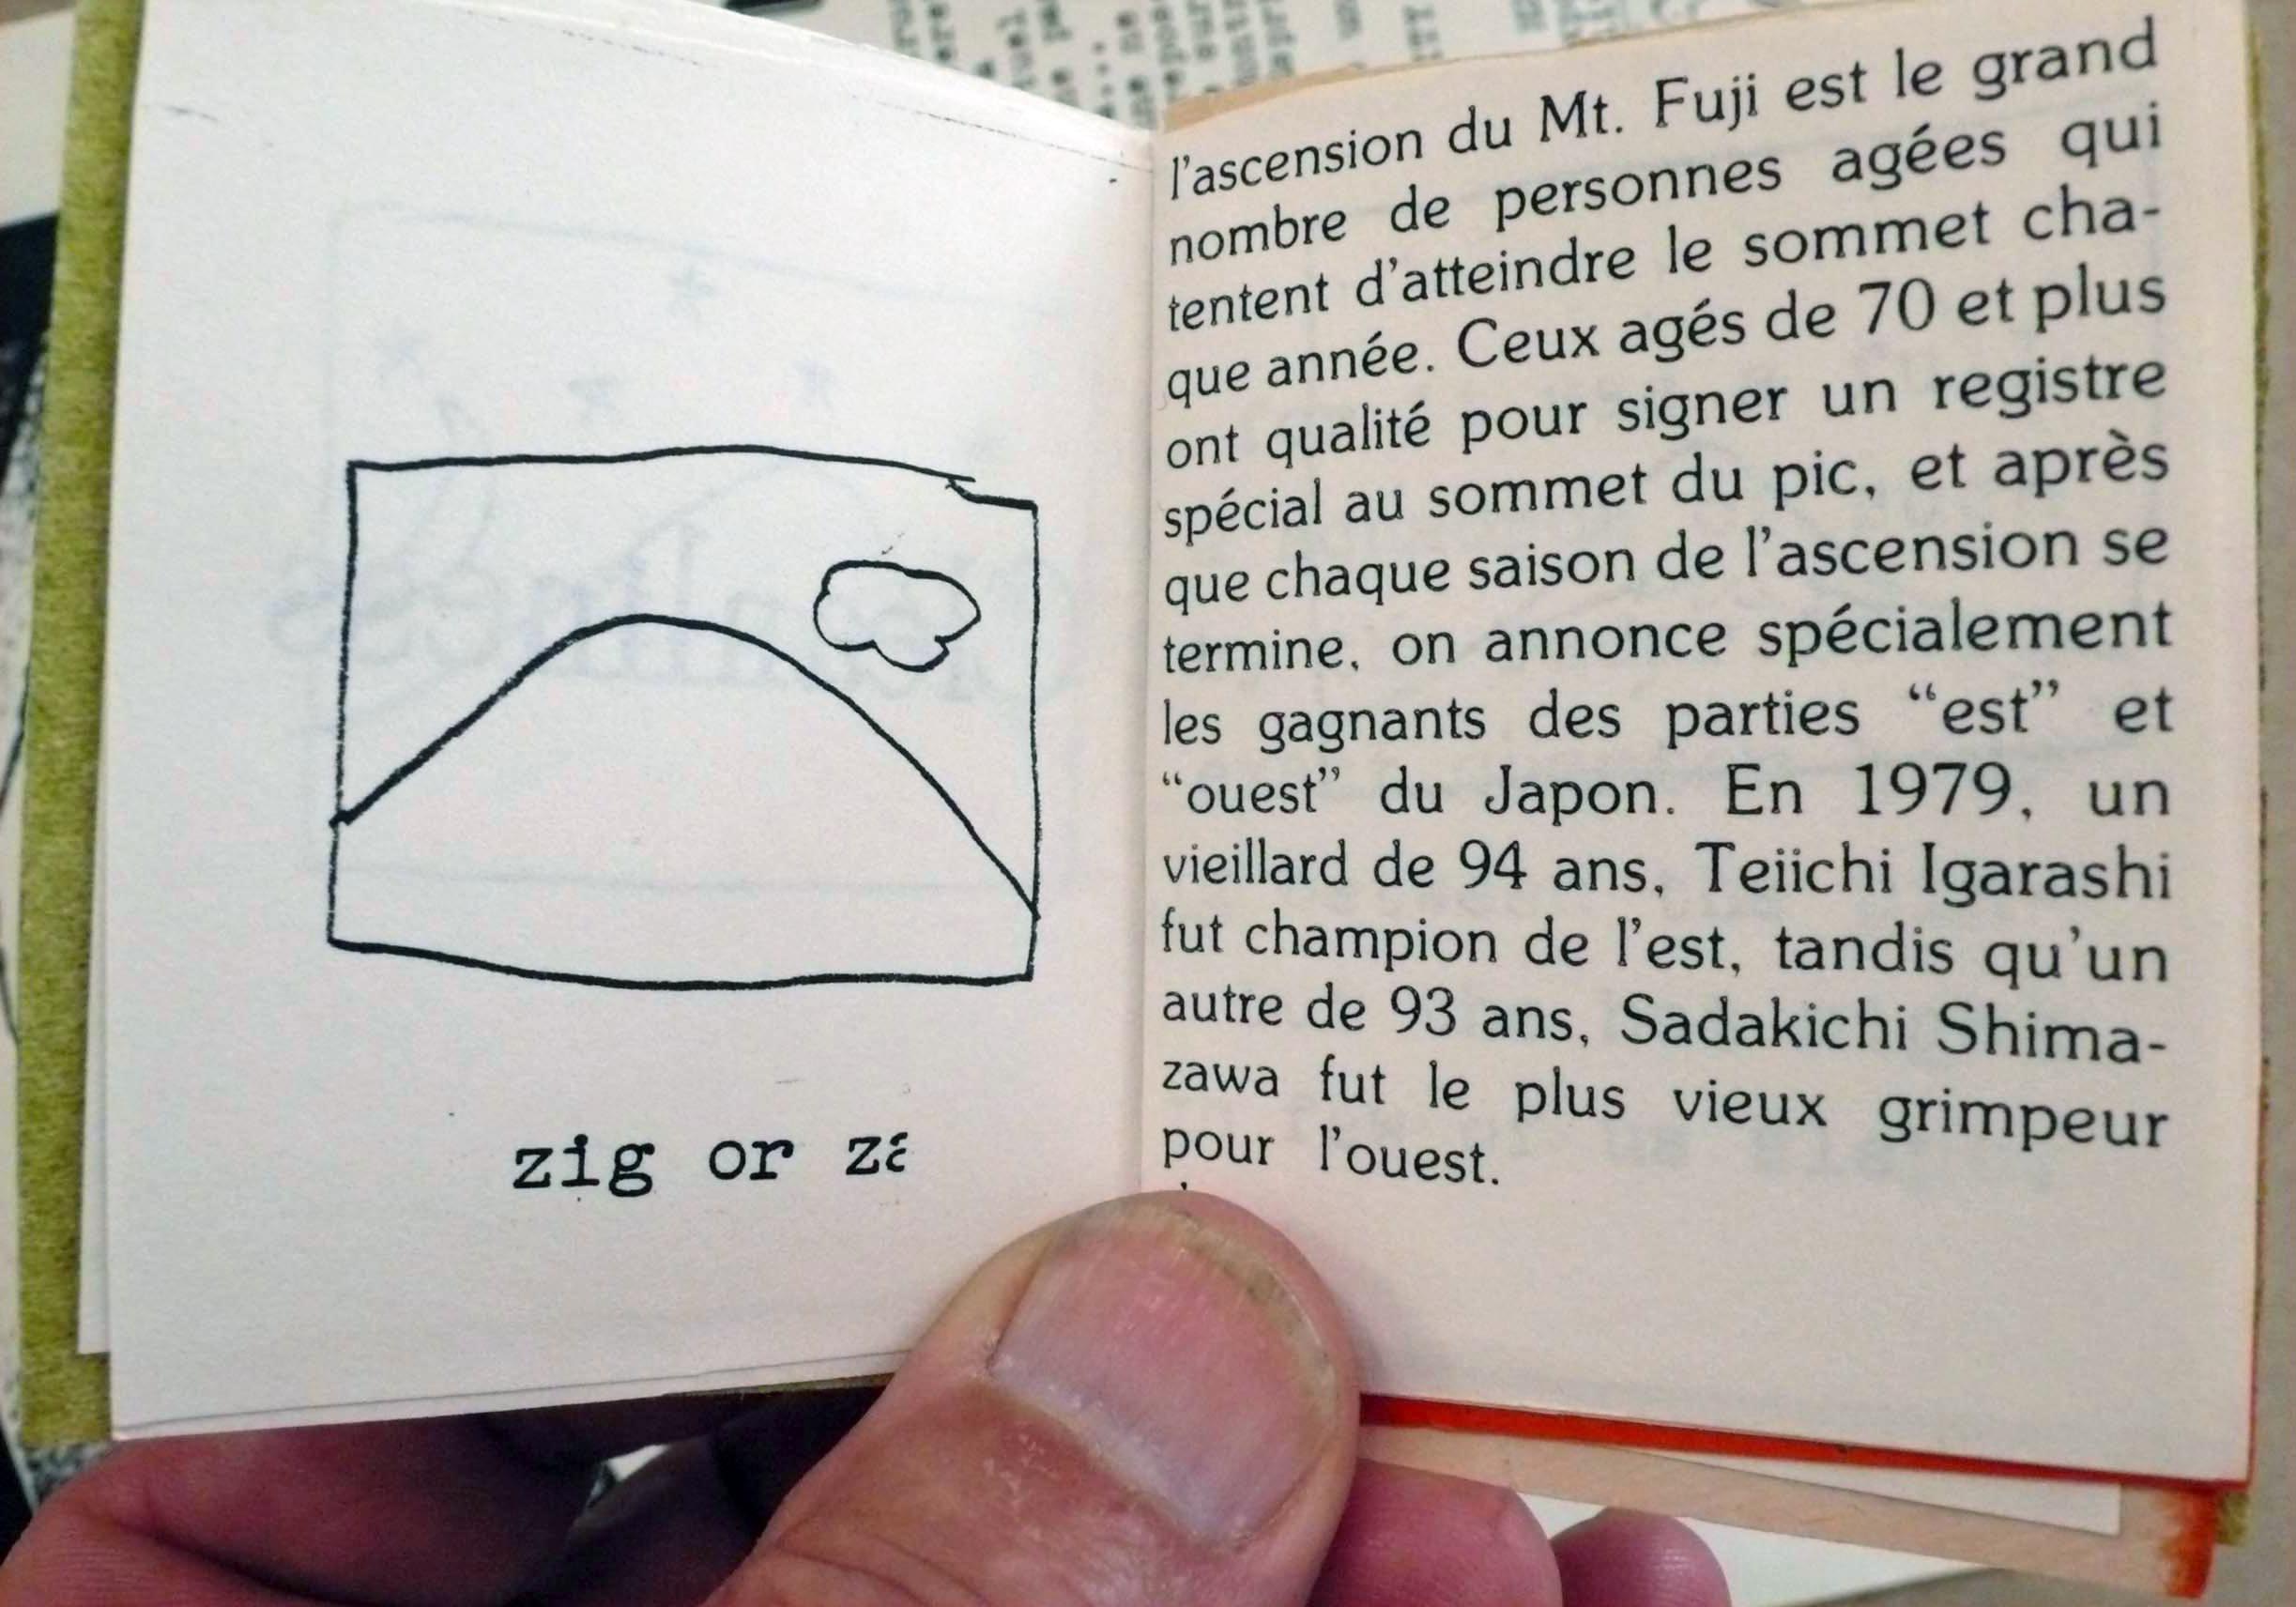 zig or
l'ascension du Mt. Fuji est le grand
nombre de personnes agées qui
tentent d'atteindre le sommet cha-
que année. Ceux agés de 70 et plus
ont qualité pour signer un registre
spécial au sommet du pic, et après
que chaque saison de l'ascension se
termine, on annonce spécialement
les gagnants des parties “est” et
“ouest” du Japon. En 1979, un
vieillard de 94 ans, Teiichi Igarashi
fut champion de l'est, tandis qu'un
autre de 93 ans, Sadakichi Shima-
zawa fut le plus vieux grimpeur
pour l'ouest.